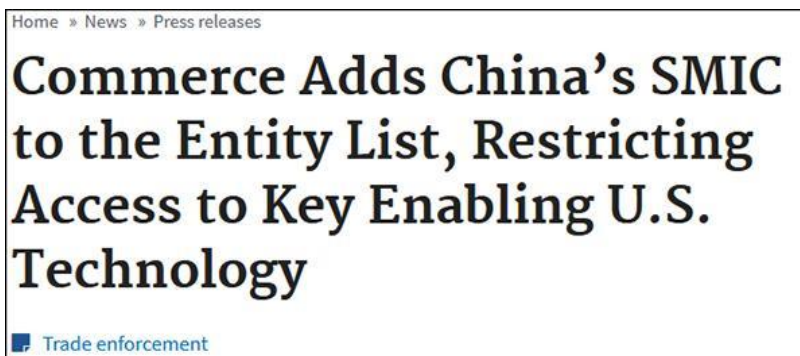 Home » News » Press releases
Commerce Adds China’s SMIC
to the Entity List, Restricting
Access to Key Enabling U.S.
Technology
Trade enforcement